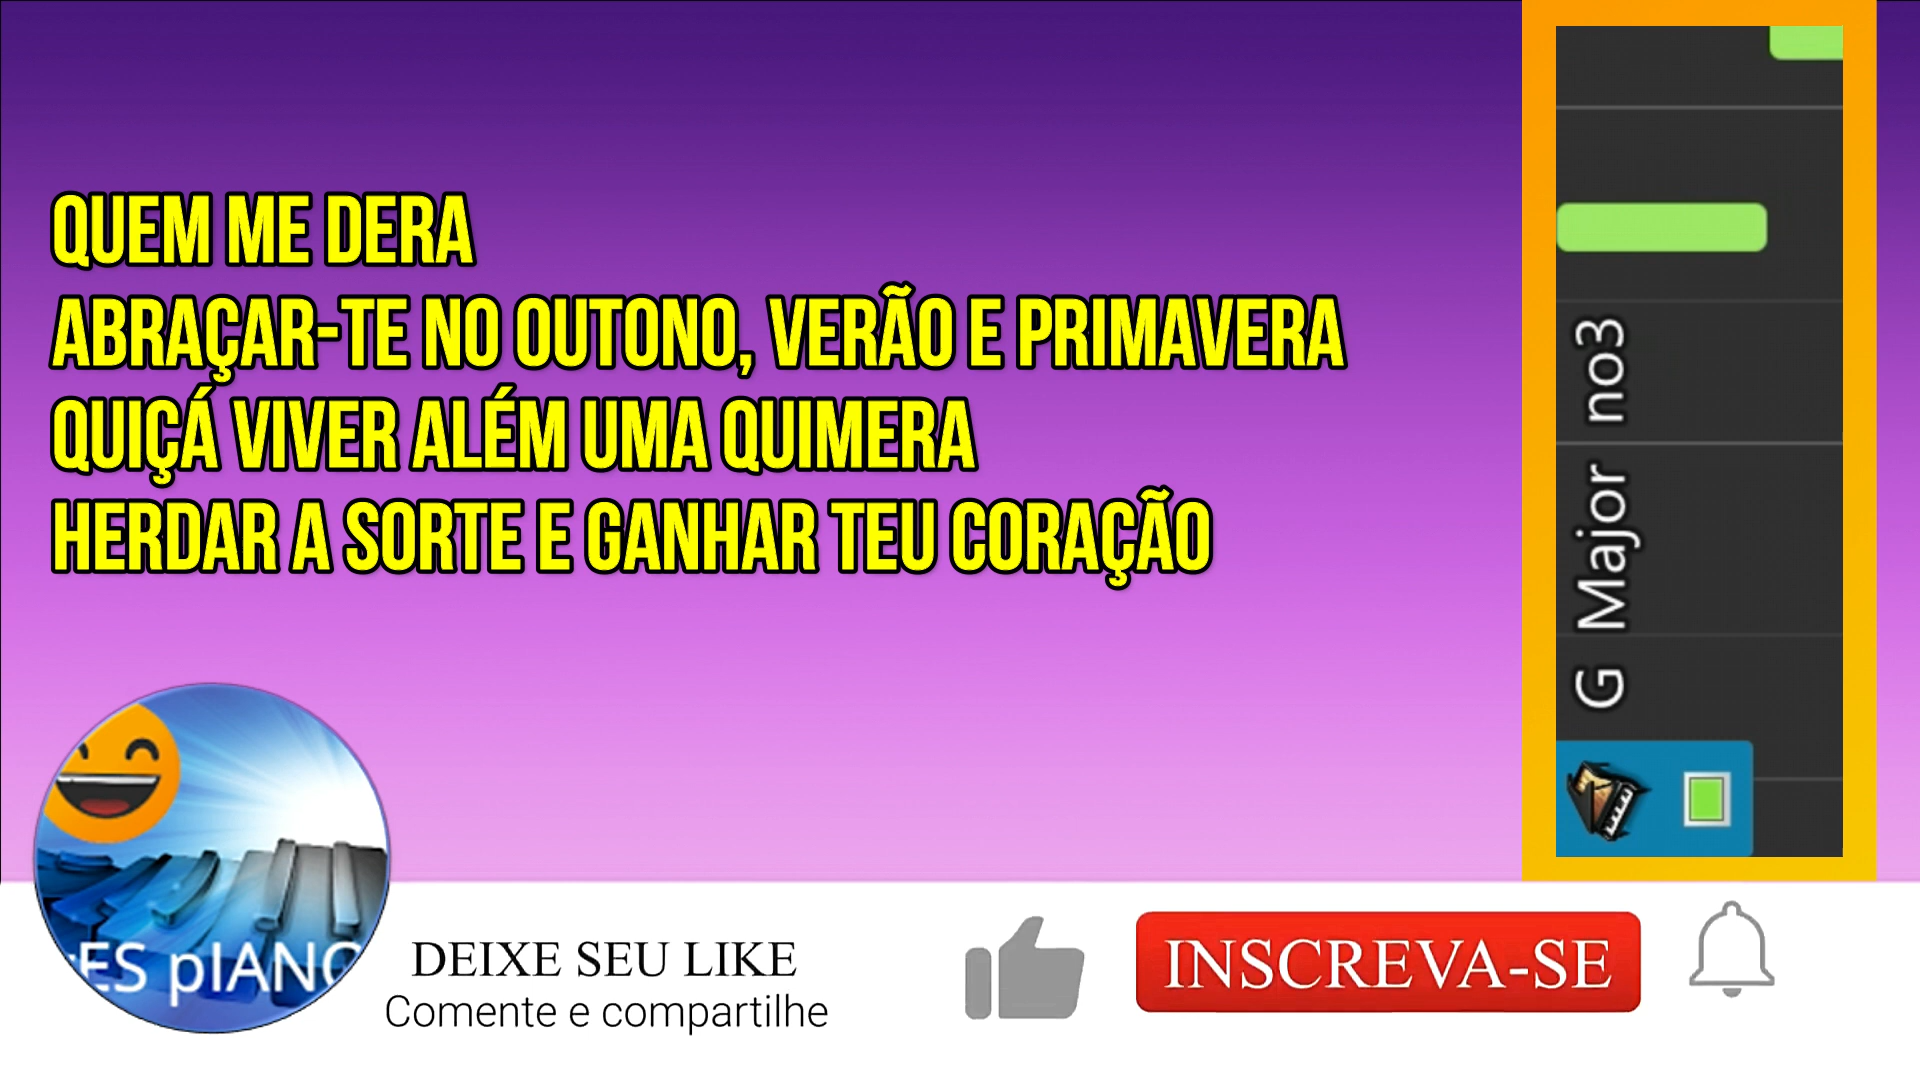 QUEM ME DERA
ABRAÇAR-TE NO OUTONO, VERÃO E PRIMAVERA
QUIÇÁ VIVER ALÉM UMA QUIMERA
HERDAR A SORTE E GANHAR TEU CORAÇÃO
G Major no3
ES pIANO
DEIXE SEU LIKE
Comente e compartilhe
INSCREVA-SE